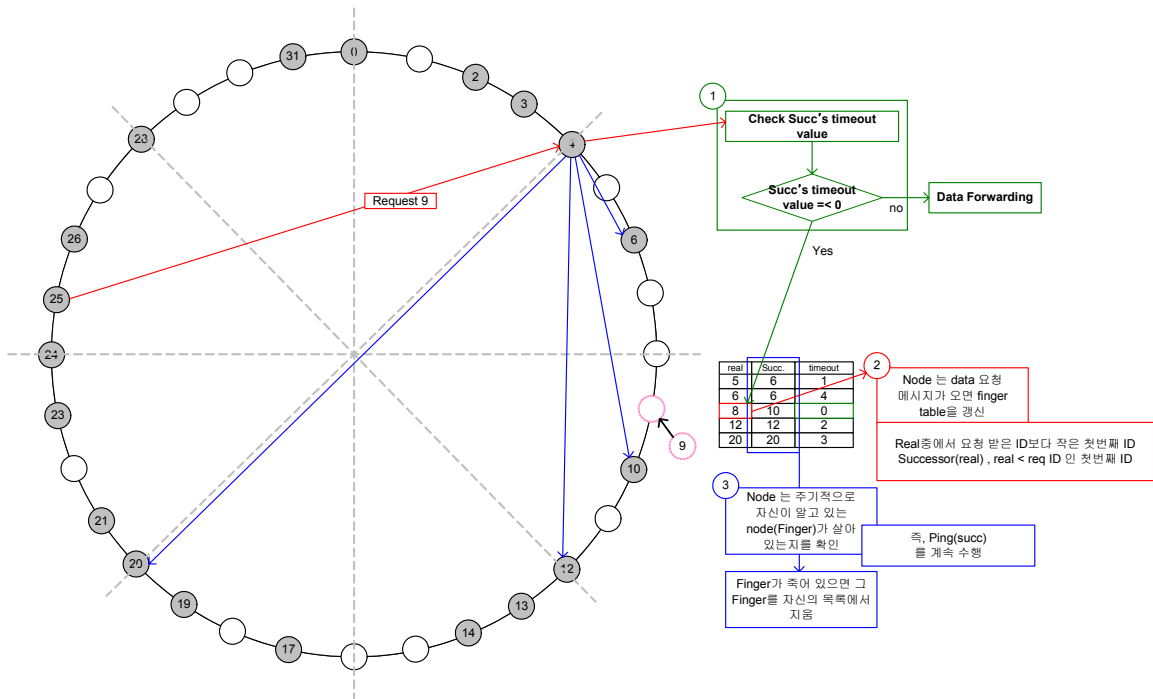 31
0
2
3
4
28
6
26
25
24
23
10
9
21
20
12
19
13
14
17
Request 9
1
Check Succ's timeout
value
Succ's timeout
value =< 0
no
Data Forwarding
Yes
real Succ. timeout
5 6 1
6 6 4
8 10 0
12 12 2
20 20 3
2
Node 는 data 요청
메시지가 오면 finger
table을 갱신
Real중에서 요청 받은 ID보다 작은 첫번째 ID
Successor(real) , real < req ID 인 첫번째 ID
3
Node 는 주기적으로
자신이 알고 있는
node(Finger)가 살아
있는지를 확인
즉, Ping(succ)
를 계속 수행
Finger가 죽어 있으면 그
Finger를 자신의 목록에서
지움